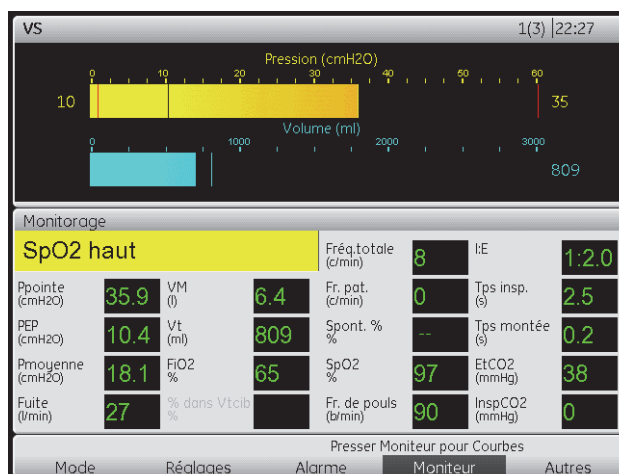 VS 1(3) |22:27
Pression (cmH2O)
0 10 20 30 40 50 60
10 35
Volume (ml)
0 1000 2000 3000
809
Monitorage
SpO2 haut Fréq.totale (c/min) 8 I:E 1:2.0
Ppointe (cmH2O) 35.9 VM (l) 6.4 Fr. pat. (c/min) 0 Tps insp. (s) 2.5
PEP (cmH2O) 10.4 Vt (ml) 809 Spont. % % -- Tps montée (s) 0.2
Pmoyenne (cmH2O) 18.1 FiO2 % 65 SpO2 % 97 EtCO2 (mmHg) 38
Fuite (l/min) 27 % dans Vtcib % Fr. de pouls (b/min) 90 InspCO2 (mmHg) 0
Presser Moniteur pour Courbes
Mode Réglages Alarme Moniteur Autres